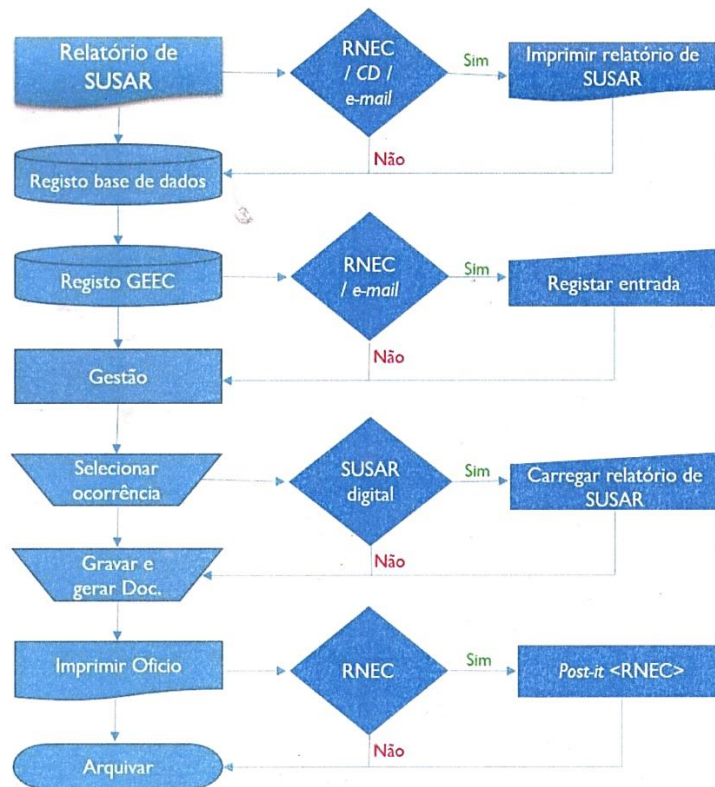 Relatório de
SUSAR
RNEC
/ CD /
e-mail
Sim
Imprimir relatório de
SUSAR
Não
Registo base de dados
Registo GEEC
RNEC
/ e-mail
Sim
Registar entrada
Não
Gestão
Selecionar
ocorrência
SUSAR
digital
Sim
Carregar relatório de
SUSAR
Não
Gravar e
gerar Doc.
Imprimir Oficio
RNEC
Sim
Post-it <RNEC>
Não
Arquivar